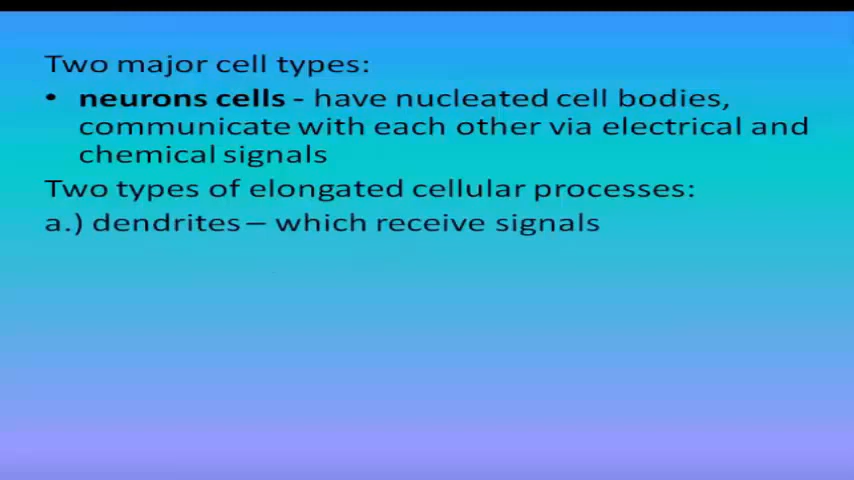 Two major cell types:
• neurons cells - have nucleated cell bodies,
communicate with each other via electrical and
chemical signals
Two types of elongated cellular processes:
a.) dendrites – which receive signals